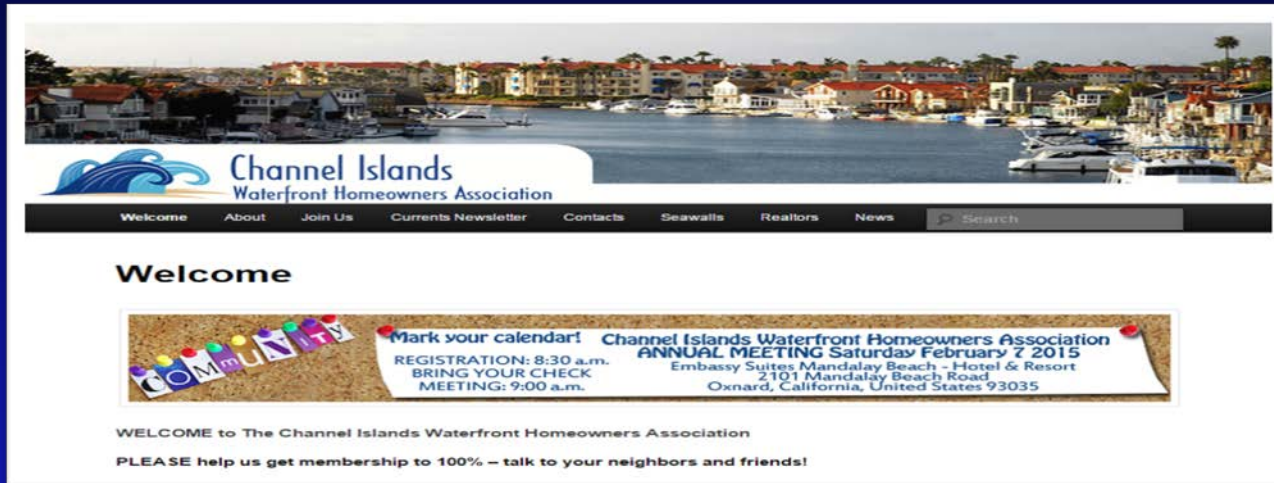 Channel Islands
Waterfront Homeowners Association
Welcome About Join Us Currents Newsletter Contacts Seawalls Realtors News Search
Welcome
COMMUNITY
Mark your calendar!
REGISTRATION: 8:30 a.m.
BRING YOUR CHECK
MEETING: 9:00 a.m.
Channel Islands Waterfront Homeowners Association
ANNUAL MEETING Saturday February 7 2015
Embassy Suites Mandalay Beach - Hotel & Resort
2101 Mandalay Beach Road
Oxnard, California, United States 93035
WELCOME to The Channel Islands Waterfront Homeowners Association
PLEASE help us get membership to 100% – talk to your neighbors and friends!